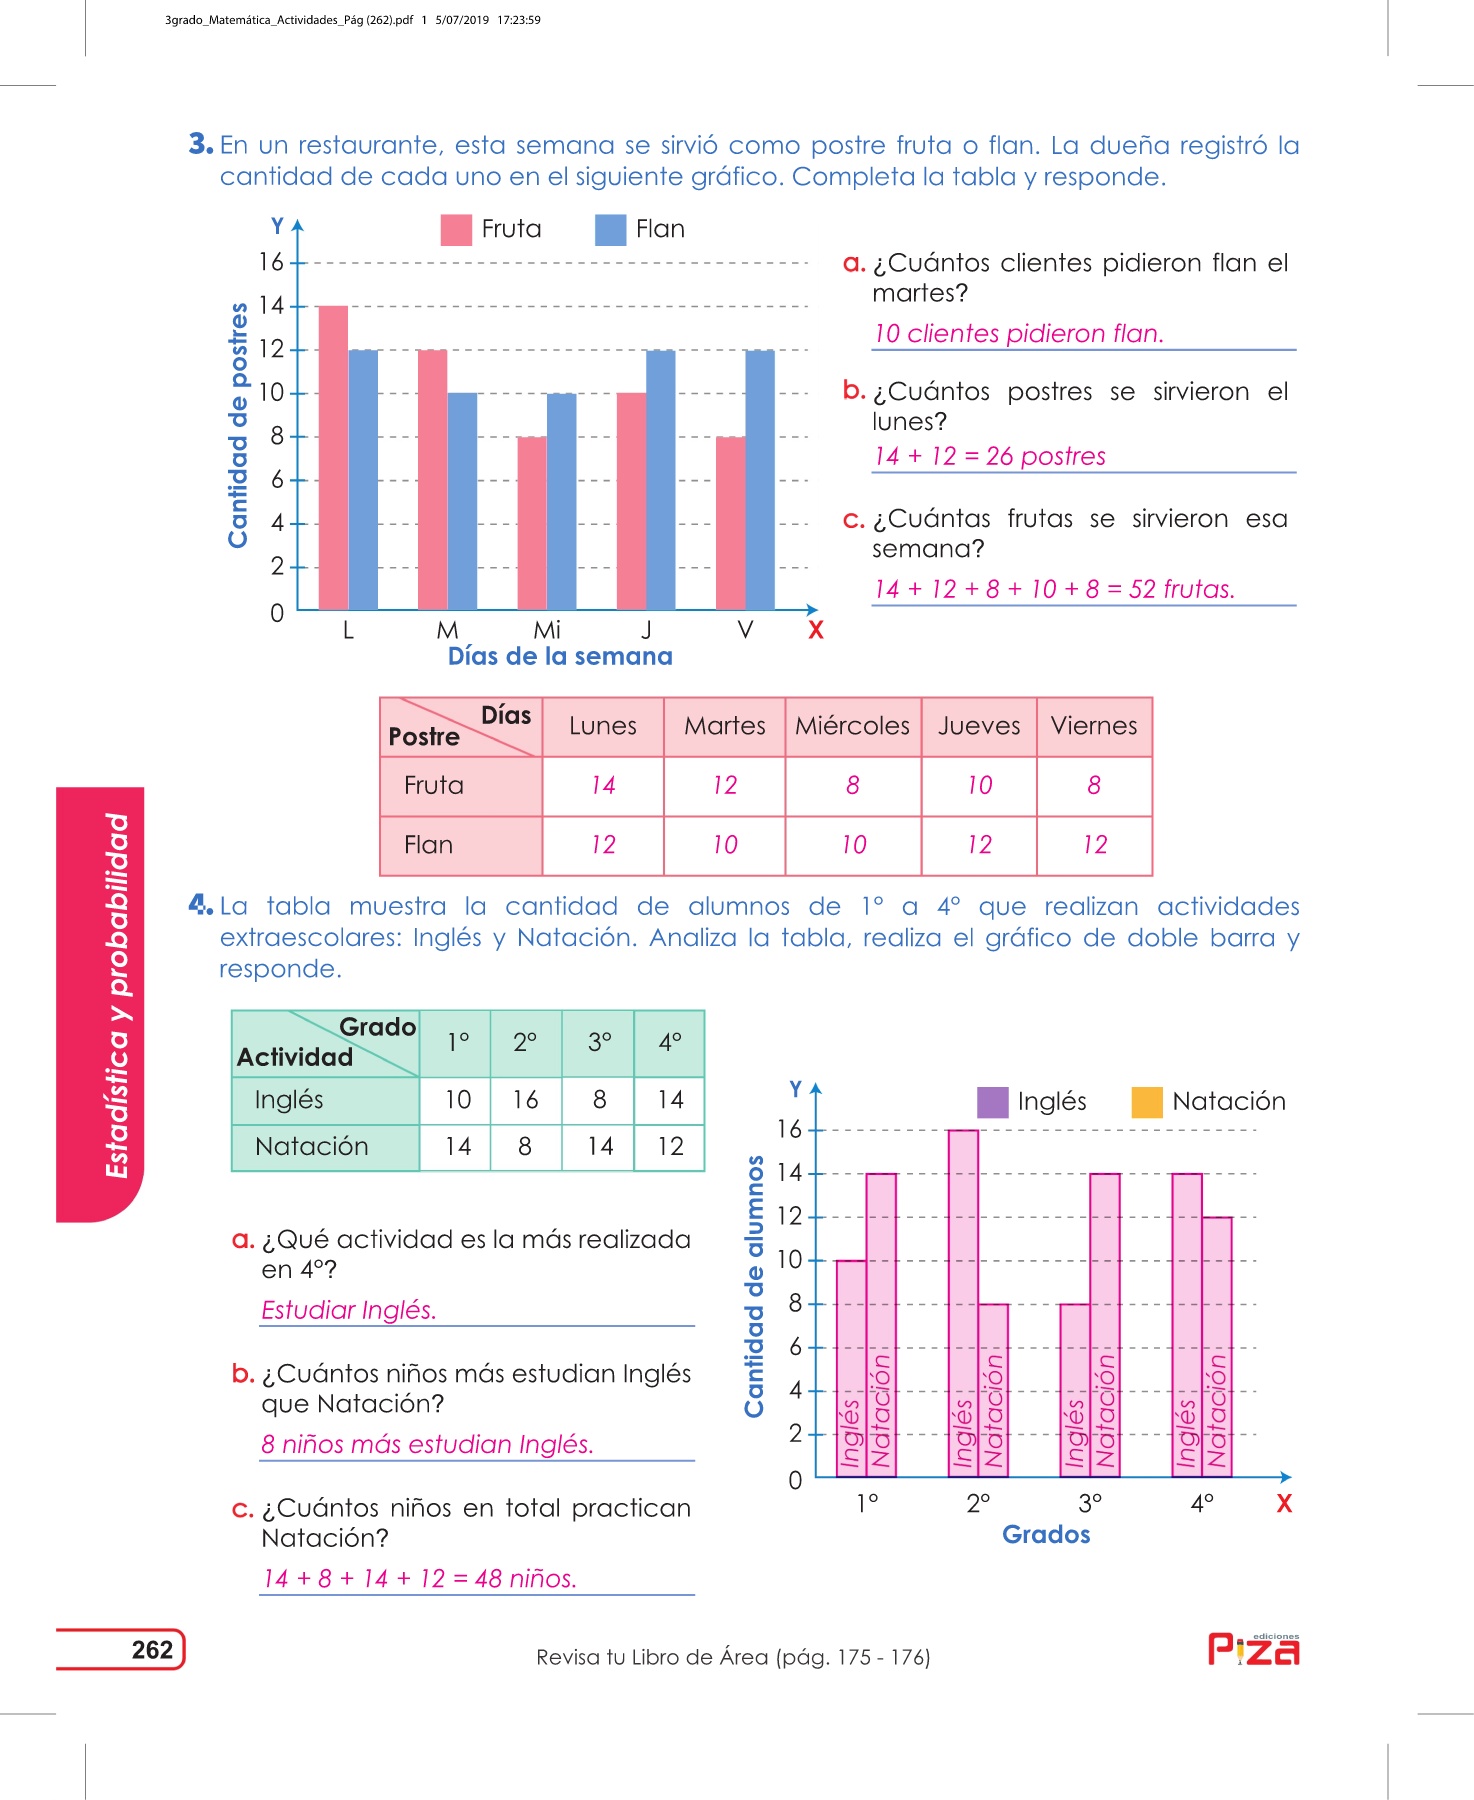 3grado_Matemática_Actividades_Pág (262).pdf 1 5/07/2019 17:23:59
3. En un restaurante, esta semana se sirvió como postre fruta o flan. La dueña registró la
cantidad de cada uno en el siguiente gráfico. Completa la tabla y responde.
Y
Fruta
Flan
16
14
12
10
8
6
4
2
0
Cantidad de postres
L M Mi J V X
Días de la semana
a. ¿Cuántos clientes pidieron flan el
martes?
10 clientes pidieron flan.
b. ¿Cuántos postres se sirvieron el
lunes?
14 + 12 = 26 postres
c. ¿Cuántas frutas se sirvieron esa
semana?
14 + 12 + 8 + 10 + 8 = 52 frutas.
Días
Postre
Lunes Martes Miércoles Jueves Viernes
Fruta 14 12 8 10 8
Flan 12 10 10 12 12
Estadística y probabilidad
4. La tabla muestra la cantidad de alumnos de 1° a 4° que realizan actividades
extraescolares: Inglés y Natación. Analiza la tabla, realiza el gráfico de doble barra y
responde.
Grado
Actividad
1° 2° 3° 4°
Inglés 10 16 8 14
Natación 14 8 14 12
a. ¿Qué actividad es la más realizada
en 4°?
Estudiar Inglés.
b. ¿Cuántos niños más estudian Inglés
que Natación?
8 niños más estudian Inglés.
c. ¿Cuántos niños en total practican
Natación?
14 + 8 + 14 + 12 = 48 niños.
Y
Inglés
Natación
16
14
12
10
8
6
4
2
0
Cantidad de alumnos
Inglés
Natación
Inglés
Natación
Inglés
Natación
Inglés
Natación
1° 2° 3° 4° X
Grados
262
Revisa tu Libro de Área (pág. 175 - 176)
ediciones
Piza